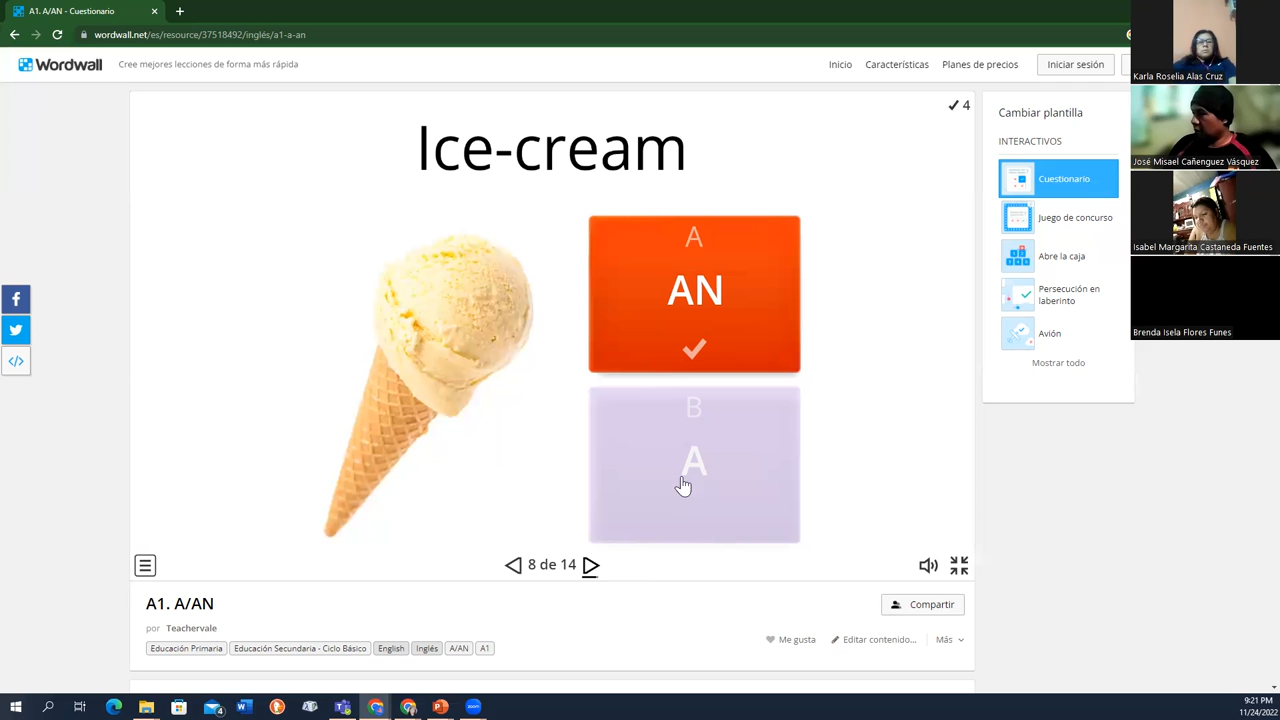 A1. A/AN - Cuestionario
wordwall.net/es/resource/37518492/inglés/a1-a-an
Wordwall
Cree mejores lecciones de forma más rápida
Inicio
Características
Planes de precios
Iniciar sesión
4
Ice-cream
A
AN
B
A
8 de 14
A1. A/AN
por Teachervale
Educación Primaria
Educación Secundaria - Ciclo Básico
English
Inglés
A/AN
A1
Compartir
Me gusta
Editar contenido...
Más
Cambiar plantilla
INTERACTIVOS
Cuestionario
Juego de concurso
Abre la caja
Persecución en
laberinto
Avión
Mostrar todo
Karla Roselia Alas Cruz
José Misael Cañenguez Vásquez
Isabel Margarita Castaneda Fuentes
Brenda Isela Flores Funes
9:21 PM
11/24/2022